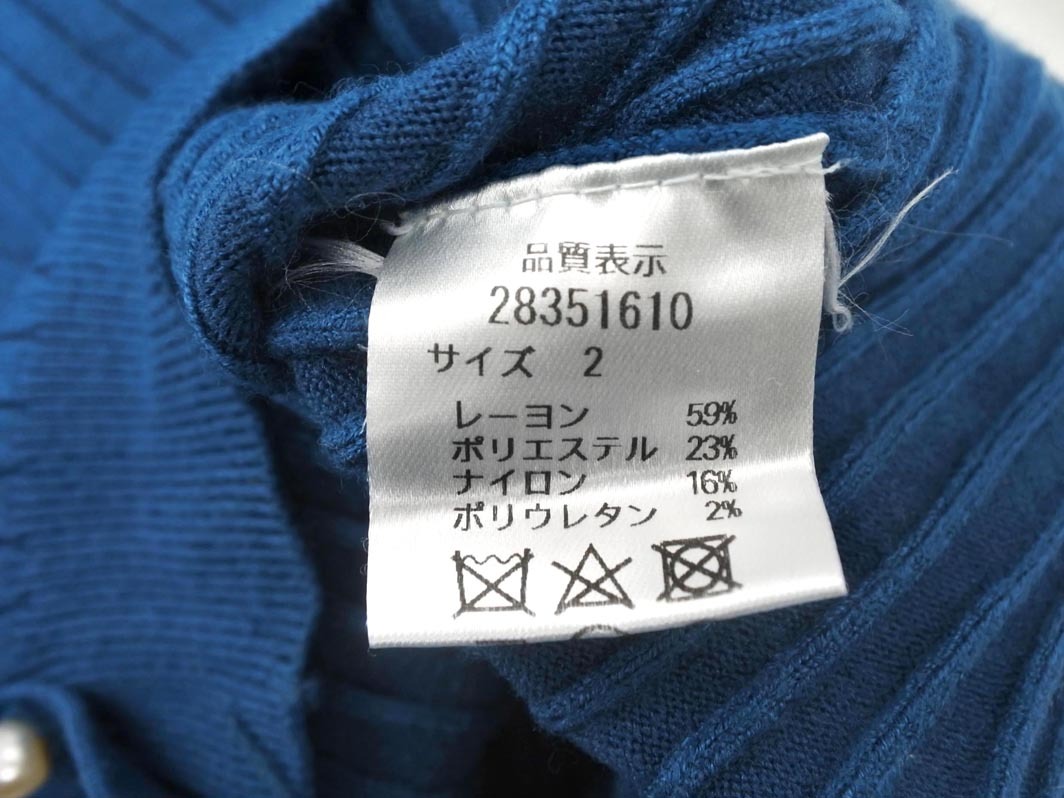 品質表示
28351610
サイズ 2
レーヨン 59%
ポリエステル 23%
ナイロン 16%
ポリウレタン 2%